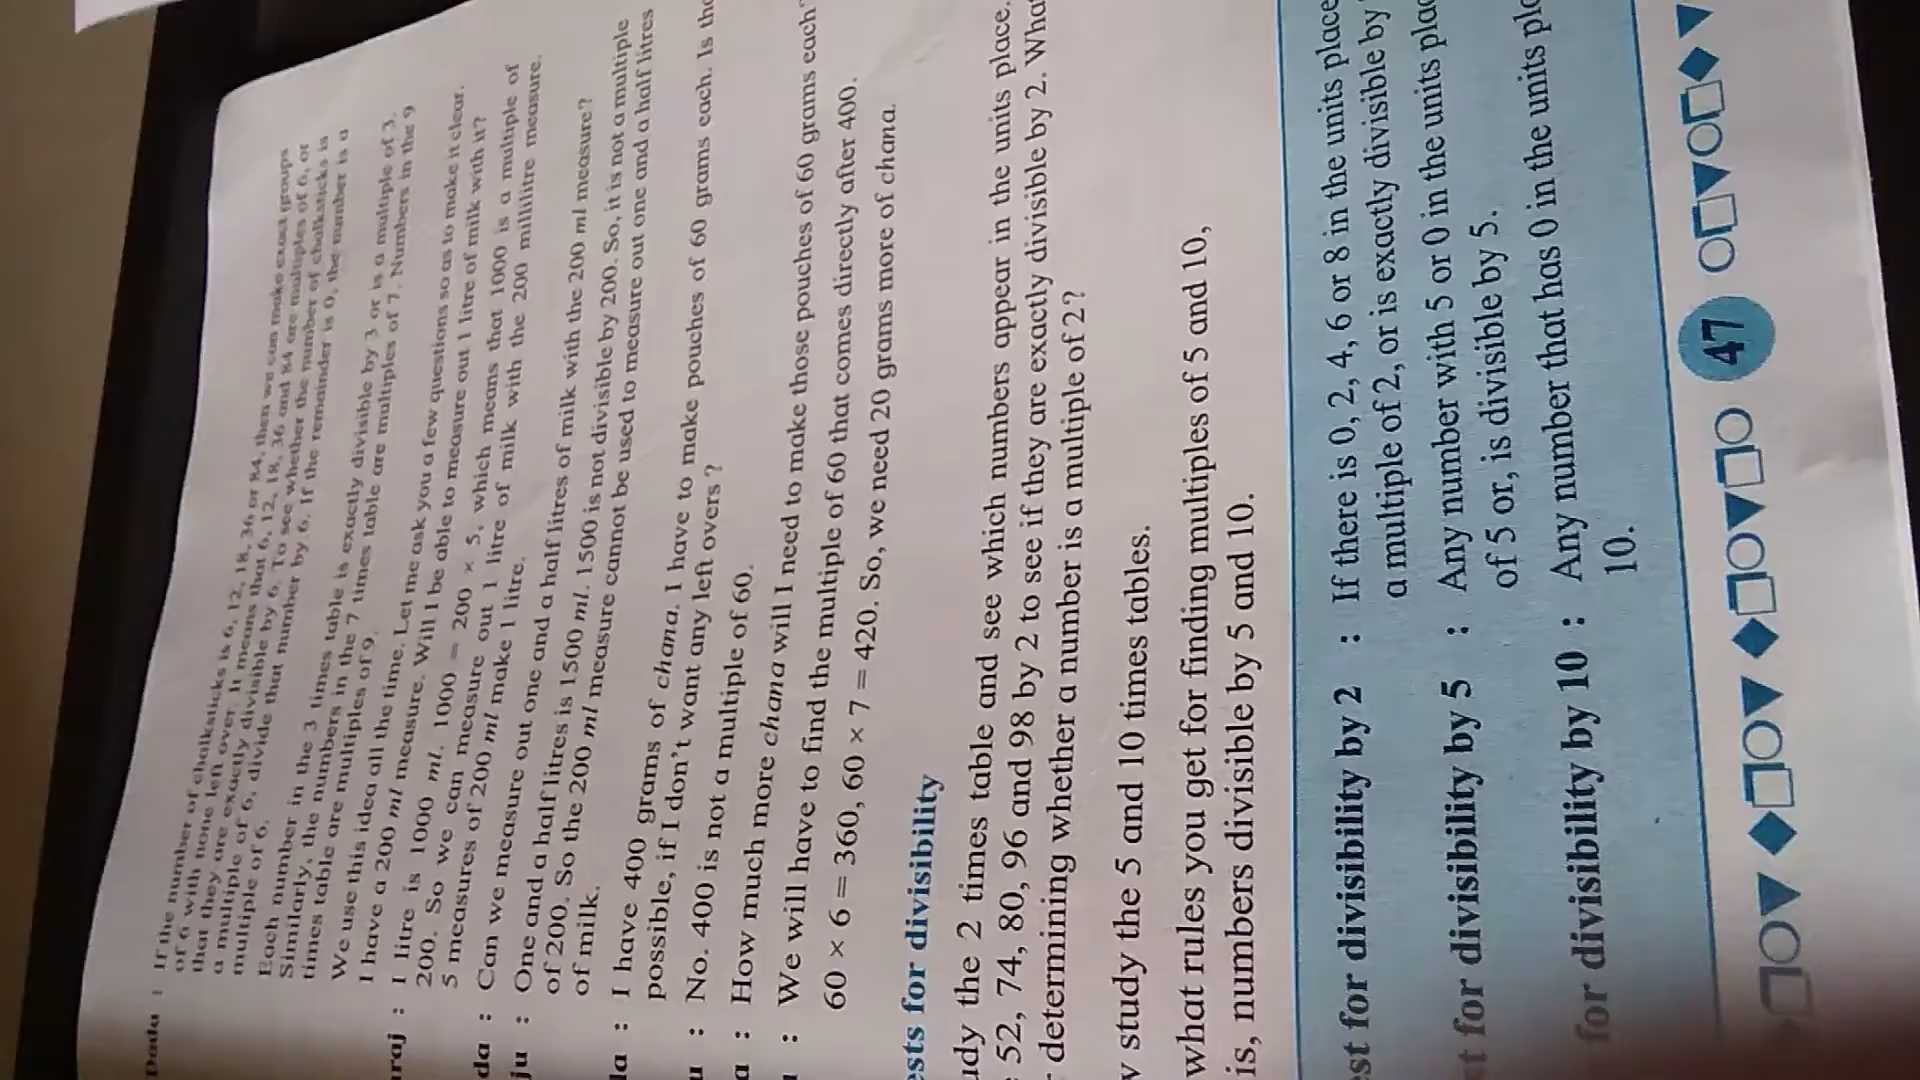 Dada : If the number of chalksticks is 6, 12, 18, 36 or 84, then we can make exact groups
of 6 with none left over. It means that 6, 12, 18, 36 and 84 are multiples of 6, or
that they are exactly divisible by 6. To see whether the number of chalksticks is
a multiple of 6, divide that number by 6. If the remainder is 0, the number is a
multiple of 6.
Each number in the 3 times table is exactly divisible by 3 or is a multiple of 3.
Similarly, the numbers in the 7 times table are multiples of 7. Numbers in the 9
times table are multiples of 9.
We use this idea all the time. Let me ask you a few questions so as to make it clear.
I have a 200 ml measure. Will I be able to measure out 1 litre of milk with it?
raj : 1 litre is 1000 ml. 1000 = 200 × 5, which means that 1000 is a multiple of
200. So we can measure out 1 litre of milk with the 200 millilitre measure.
5 measures of 200 ml make 1 litre.
da : Can we measure out one and a half litres of milk with the 200 ml measure?
ju : One and a half litres is 1500 ml. 1500 is not divisible by 200. So, it is not a multiple
of 200. So the 200 ml measure cannot be used to measure out one and a half litres
of milk.
la : I have 400 grams of chana. I have to make pouches of 60 grams each. Is
possible, if I don't want any left overs ?
: No. 400 is not a multiple of 60.
a : How much more chana will I need to make those pouches of 60 grams each
: We will have to find the multiple of 60 that comes directly after 400.
60 × 6 = 360, 60 × 7 = 420. So, we need 20 grams more of chana.
ests for divisibility
udy the 2 times table and see which numbers appear in the units place.
52, 74, 80, 96 and 98 by 2 to see if they are exactly divisible by 2. What
determining whether a number is a multiple of 2?
study the 5 and 10 times tables.
what rules you get for finding multiples of 5 and 10,
is, numbers divisible by 5 and 10.
est for divisibility by 2 : If there is 0, 2, 4, 6 or 8 in the units place
a multiple of 2, or is exactly divisible by
st for divisibility by 5 : Any number with 5 or 0 in the units plac
of 5 or, is divisible by 5.
for divisibility by 10 : Any number that has 0 in the units pla
10.
47